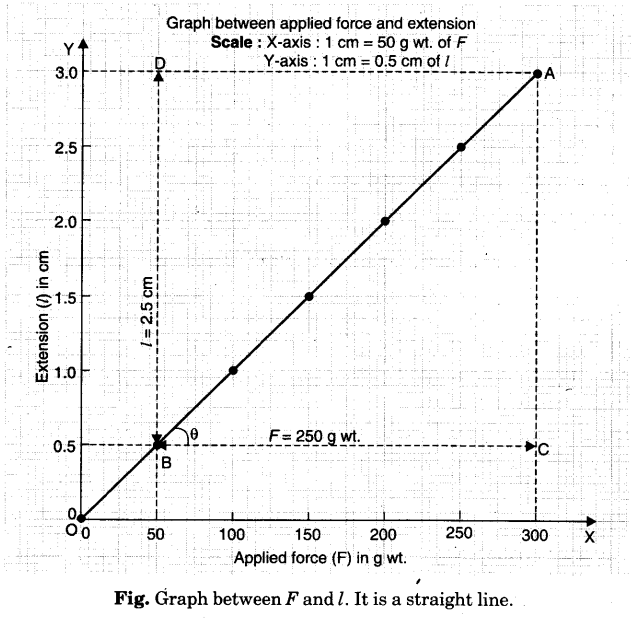 Graph between applied force and extension
Scale : X-axis : 1 cm = 50 g wt. of F
Y-axis : 1 cm = 0.5 cm of l
Y
D
3.0
A
2.5
2.0
Extension (l) in cm
l = 2.5 cm
1.5
1.0
θ
F = 250 g wt.
0.5
B
C
0
O
0 50 100 150 200 250 300
X
Applied force (F) in g wt.
Fig. Graph between F and l. It is a straight line.